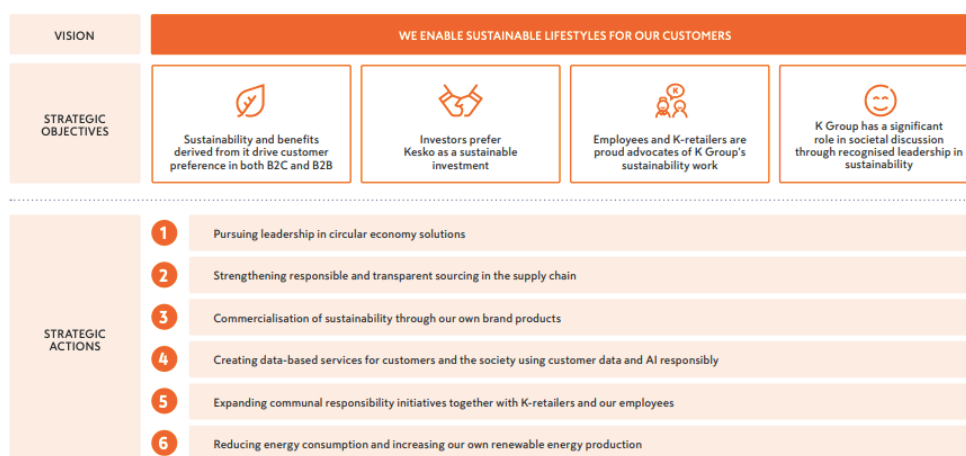 VISION
WE ENABLE SUSTAINABLE LIFESTYLES FOR OUR CUSTOMERS
STRATEGIC
OBJECTIVES
Sustainability and benefits
derived from it drive customer
preference in both B2C and B2B
Investors prefer
Kesko as a sustainable
investment
K
Employees and K-retailers are
proud advocates of K Group's
sustainability work
K Group has a significant
role in societal discussion
through recognised leadership in
sustainability
STRATEGIC
ACTIONS
1 Pursuing leadership in circular economy solutions
2 Strengthening responsible and transparent sourcing in the supply chain
3 Commercialisation of sustainability through our own brand products
4 Creating data-based services for customers and the society using customer data and AI responsibly
5 Expanding communal responsibility initiatives together with K-retailers and our employees
6 Reducing energy consumption and increasing our own renewable energy production